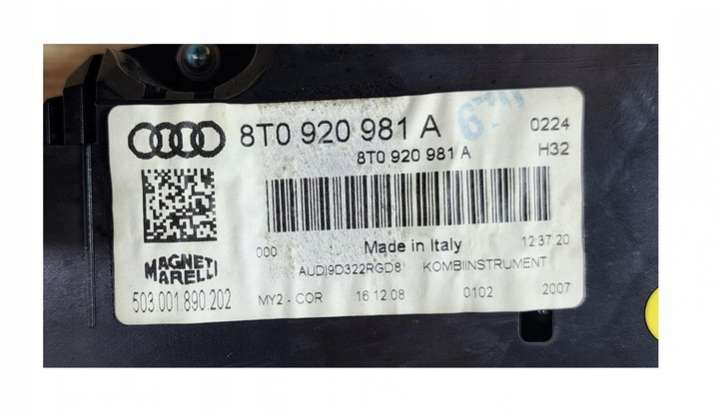 8T0 920 981 A
0224
8T0 920 981 A
H32
000
Made in Italy
12:37:20
AUDI9D322RGD8
KOMBIINSTRUMENT
MAGNETI
MARELLI
503 001 890.202
MY2 - COR
16.12.08
0102
2007